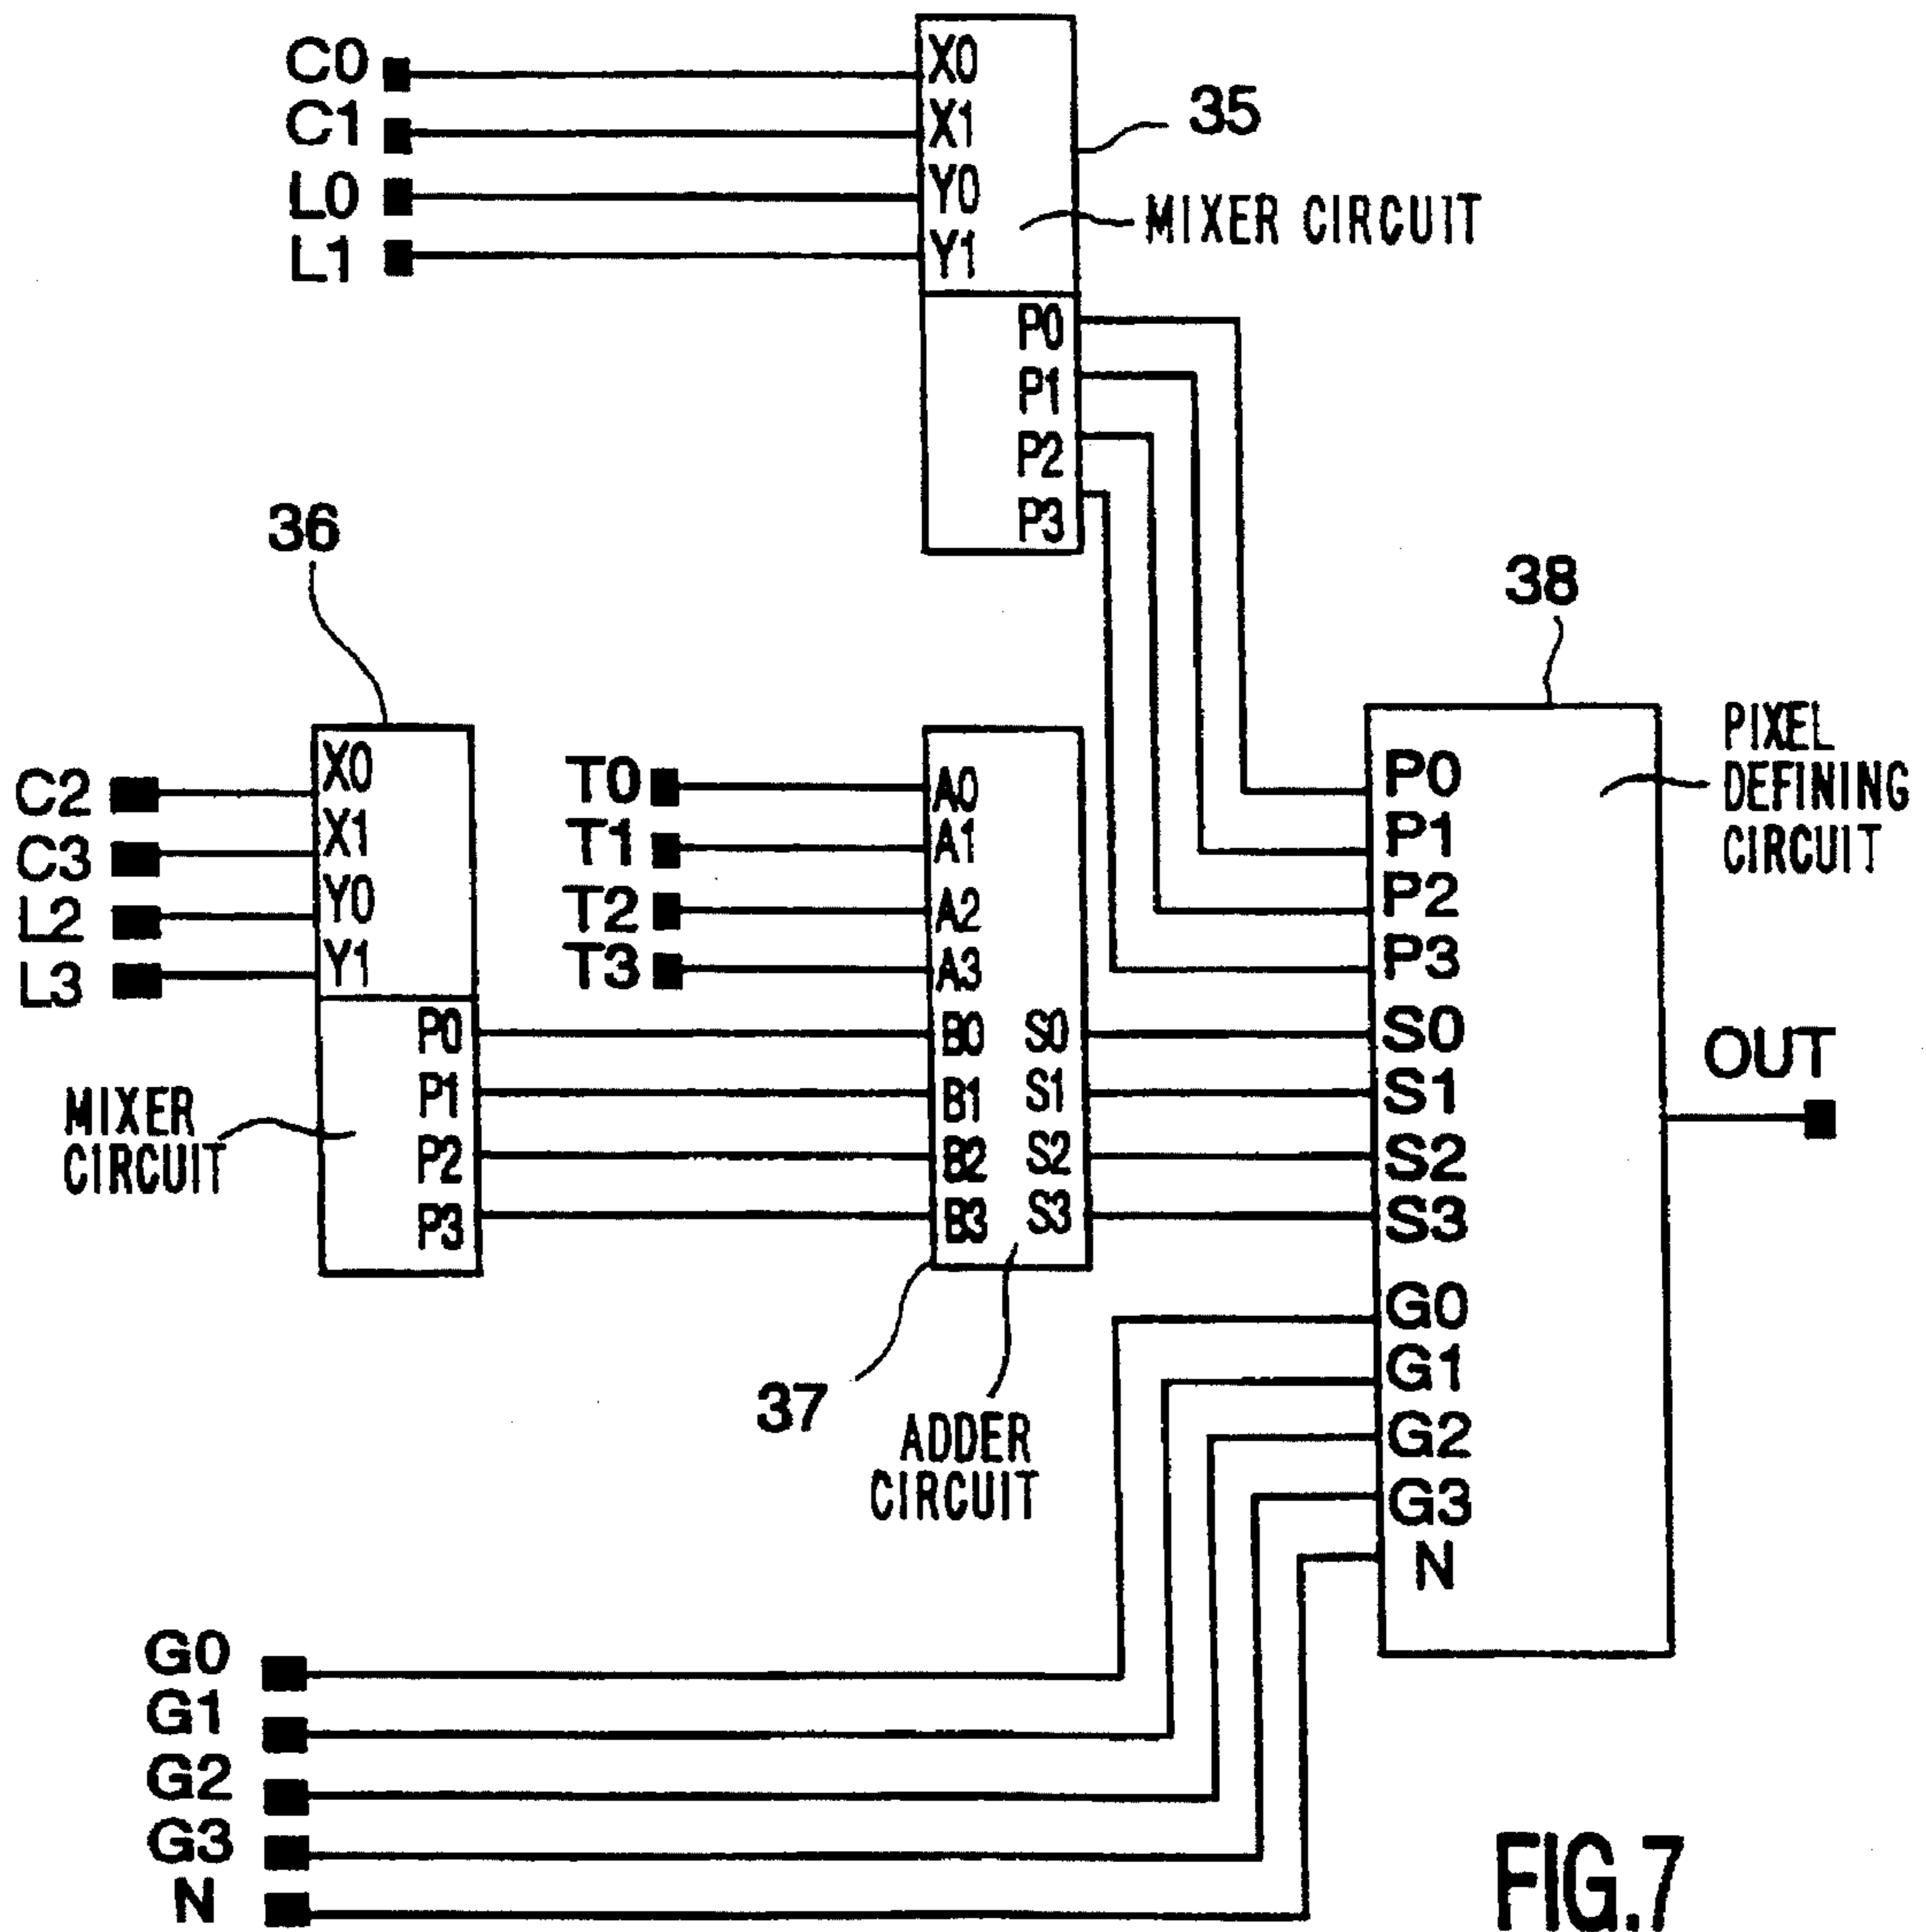 C0
C1
L0
L1
X0
X1
Y0
Y1
35
MIXER CIRCUIT
P0
P1
P2
P3
36
C2
C3
L2
L3
X0
X1
Y0
Y1
P0
P1
P2
P3
MIXER
CIRCUIT
T0
T1
T2
T3
A0
A1
A2
A3
B0
B1
B2
B3
S0
S1
S2
S3
37
ADDER
CIRCUIT
38
PIXEL
DEFINING
CIRCUIT
P0
P1
P2
P3
S0
S1
S2
S3
G0
G1
G2
G3
N
OUT
G0
G1
G2
G3
N
FIG.7